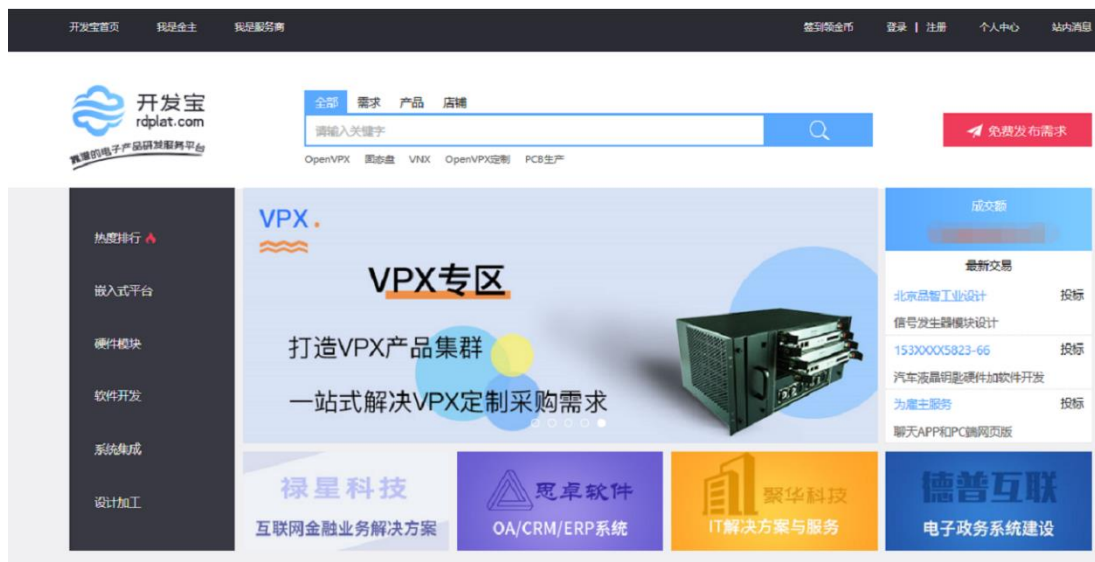 开发宝首页 我是金主 我是服务商 签到领金币 登录 | 注册 个人中心 站内消息
开发宝
rdplat.com
靠谱的电子产品研发服务平台
全部 需求 产品 店铺
请输入关键字
免费发布需求
OpenVPX 固态盘 VNX OpenVPX定制 PCB生产
热度排行
嵌入式平台
硬件模块
软件开发
系统集成
设计加工
VPX
VPX专区
打造VPX产品集群
一站式解决VPX定制采购需求
成交额
最新交易
北京品智工业设计 投标
信号发生器模块设计
153XXXX5823-66 投标
汽车液晶钥匙硬件加软件开发
为雇主服务 投标
聊天APP和PC端网页版
禄星科技
互联网金融业务解决方案
思卓软件
OA/CRM/ERP系统
聚华科技
IT解决方案与服务
德普互联
电子政务系统建设